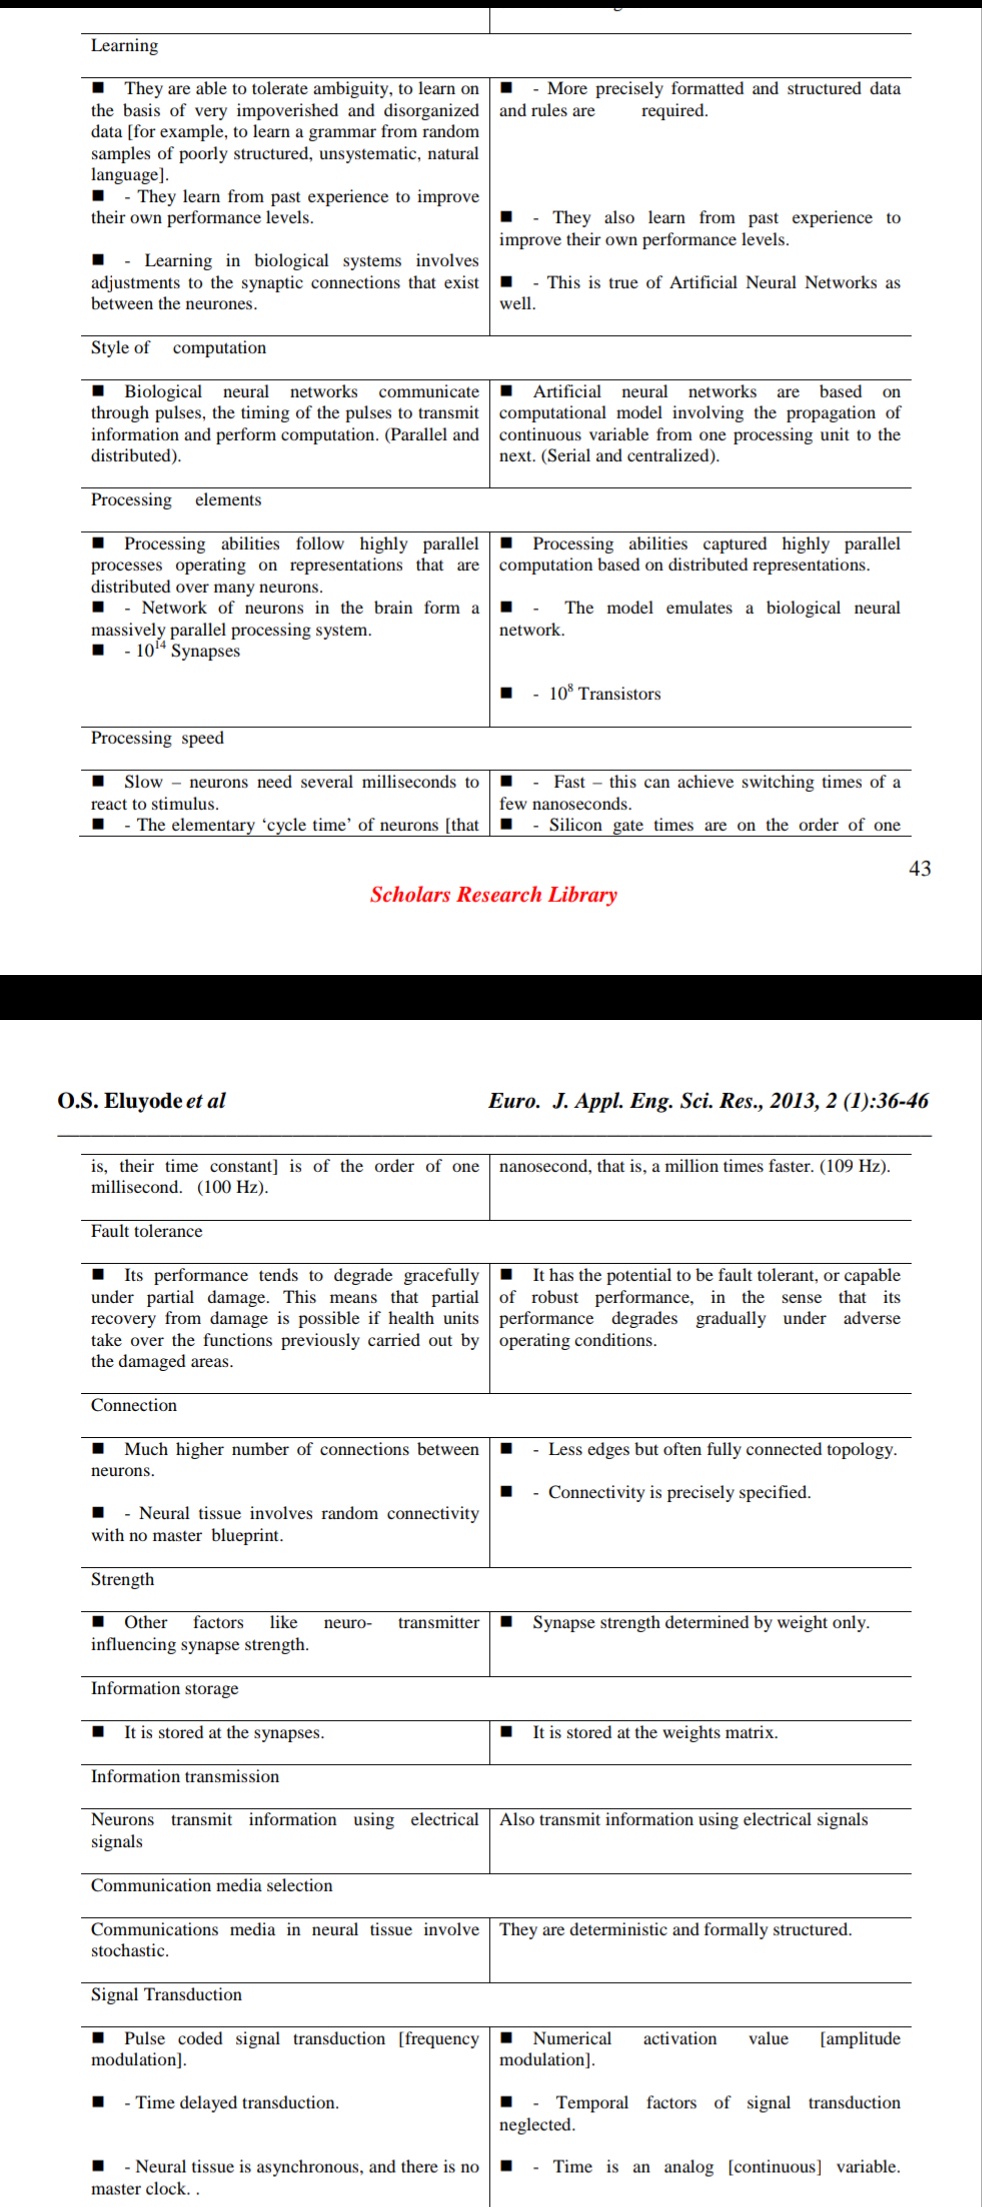 Learning
■ They are able to tolerate ambiguity, to learn on
the basis of very impoverished and disorganized
data [for example, to learn a grammar from random
samples of poorly structured, unsystematic, natural
language].
■ - They learn from past experience to improve
their own performance levels.
■ - Learning in biological systems involves
adjustments to the synaptic connections that exist
between the neurones.
■ - More precisely formatted and structured data
and rules are required.
■ - They also learn from past experience to
improve their own performance levels.
■ - This is true of Artificial Neural Networks as
well.
Style of computation
■ Biological neural networks communicate
through pulses, the timing of the pulses to transmit
information and perform computation. (Parallel and
distributed).
■ Artificial neural networks are based on
computational model involving the propagation of
continuous variable from one processing unit to the
next. (Serial and centralized).
Processing elements
■ Processing abilities follow highly parallel
processes operating on representations that are
distributed over many neurons.
■ - Network of neurons in the brain form a
massively parallel processing system.
■ - 10¹⁴ Synapses
■ Processing abilities captured highly parallel
computation based on distributed representations.
■ - The model emulates a biological neural
network.
■ - 10⁸ Transistors
Processing speed
■ Slow – neurons need several milliseconds to
react to stimulus.
■ - The elementary ‘cycle time’ of neurons [that
■ - Fast – this can achieve switching times of a
few nanoseconds.
■ - Silicon gate times are on the order of one
43
Scholars Research Library
O.S. Eluyode et al Euro. J. Appl. Eng. Sci. Res., 2013, 2 (1):36-46
is, their time constant] is of the order of one
millisecond. (100 Hz).
nanosecond, that is, a million times faster. (109 Hz).
Fault tolerance
■ Its performance tends to degrade gracefully
under partial damage. This means that partial
recovery from damage is possible if health units
take over the functions previously carried out by
the damaged areas.
■ It has the potential to be fault tolerant, or capable
of robust performance, in the sense that its
performance degrades gradually under adverse
operating conditions.
Connection
■ Much higher number of connections between
neurons.
■ - Neural tissue involves random connectivity
with no master blueprint.
■ - Less edges but often fully connected topology.
■ - Connectivity is precisely specified.
Strength
■ Other factors like neuro- transmitter
influencing synapse strength.
■ Synapse strength determined by weight only.
Information storage
■ It is stored at the synapses.
■ It is stored at the weights matrix.
Information transmission
Neurons transmit information using electrical
signals
Also transmit information using electrical signals
Communication media selection
Communications media in neural tissue involve
stochastic.
They are deterministic and formally structured.
Signal Transduction
■ Pulse coded signal transduction [frequency
modulation].
■ - Time delayed transduction.
■ - Neural tissue is asynchronous, and there is no
master clock. .
■ Numerical activation value [amplitude
modulation].
■ - Temporal factors of signal transduction
neglected.
■ - Time is an analog [continuous] variable.